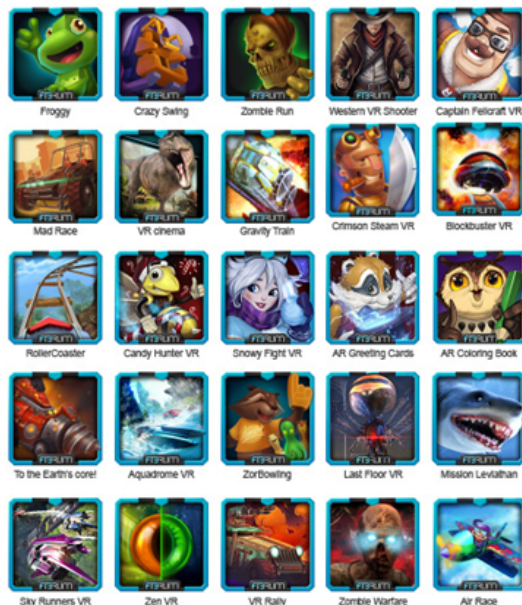 Froggy
Crazy Swing
Zombie Run
Western VR Shooter
Captain Felicraft VR
Mad Race
VR cinema
Gravity Train
Crimson Steam VR
Blockbuster VR
RollerCoaster
Candy Hunter VR
Snowy Fight VR
AR Greeting Cards
AR Coloring Book
To the Earth's core!
Aquadrome VR
ZorBowling
Last Floor VR
Mission Leviathan
Sky Runners VR
Zen VR
VR Rally
Zombie Warfare
Air Race